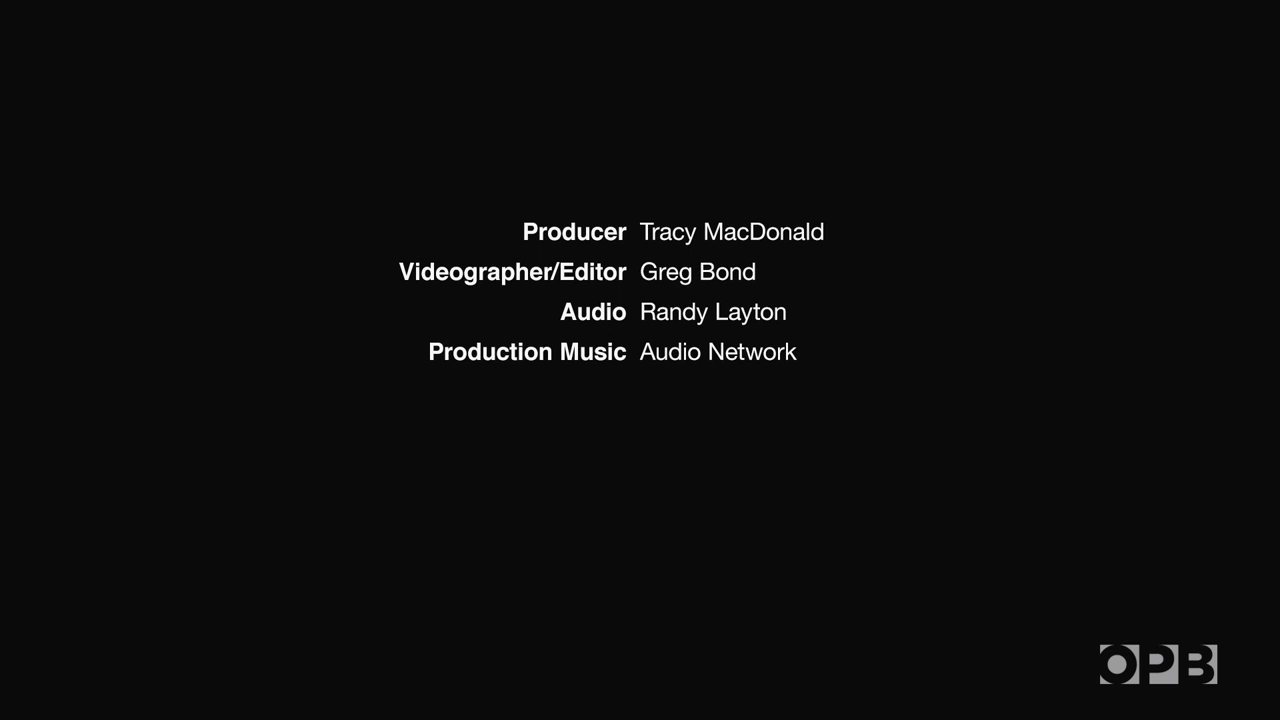 Producer Tracy MacDonald
Videographer/Editor Greg Bond
Audio Randy Layton
Production Music Audio Network
OPB